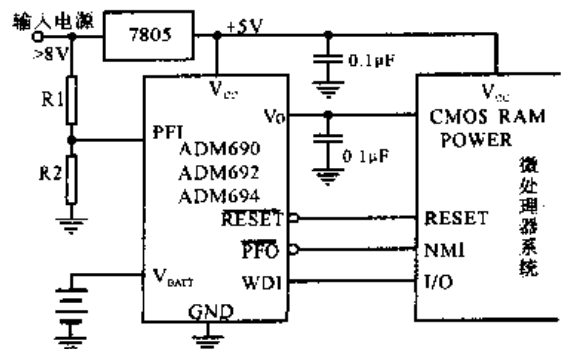 输入电源
>8V
7805
+5V
0.1µF
R1
R2
VCC
PFI
VO
ADM690
ADM692
ADM694
RESET
PFO
VBATT
WDI
GND
0.1µF
VCC
CMOS RAM
POWER
RESET
NMI
I/O
微处理器系统